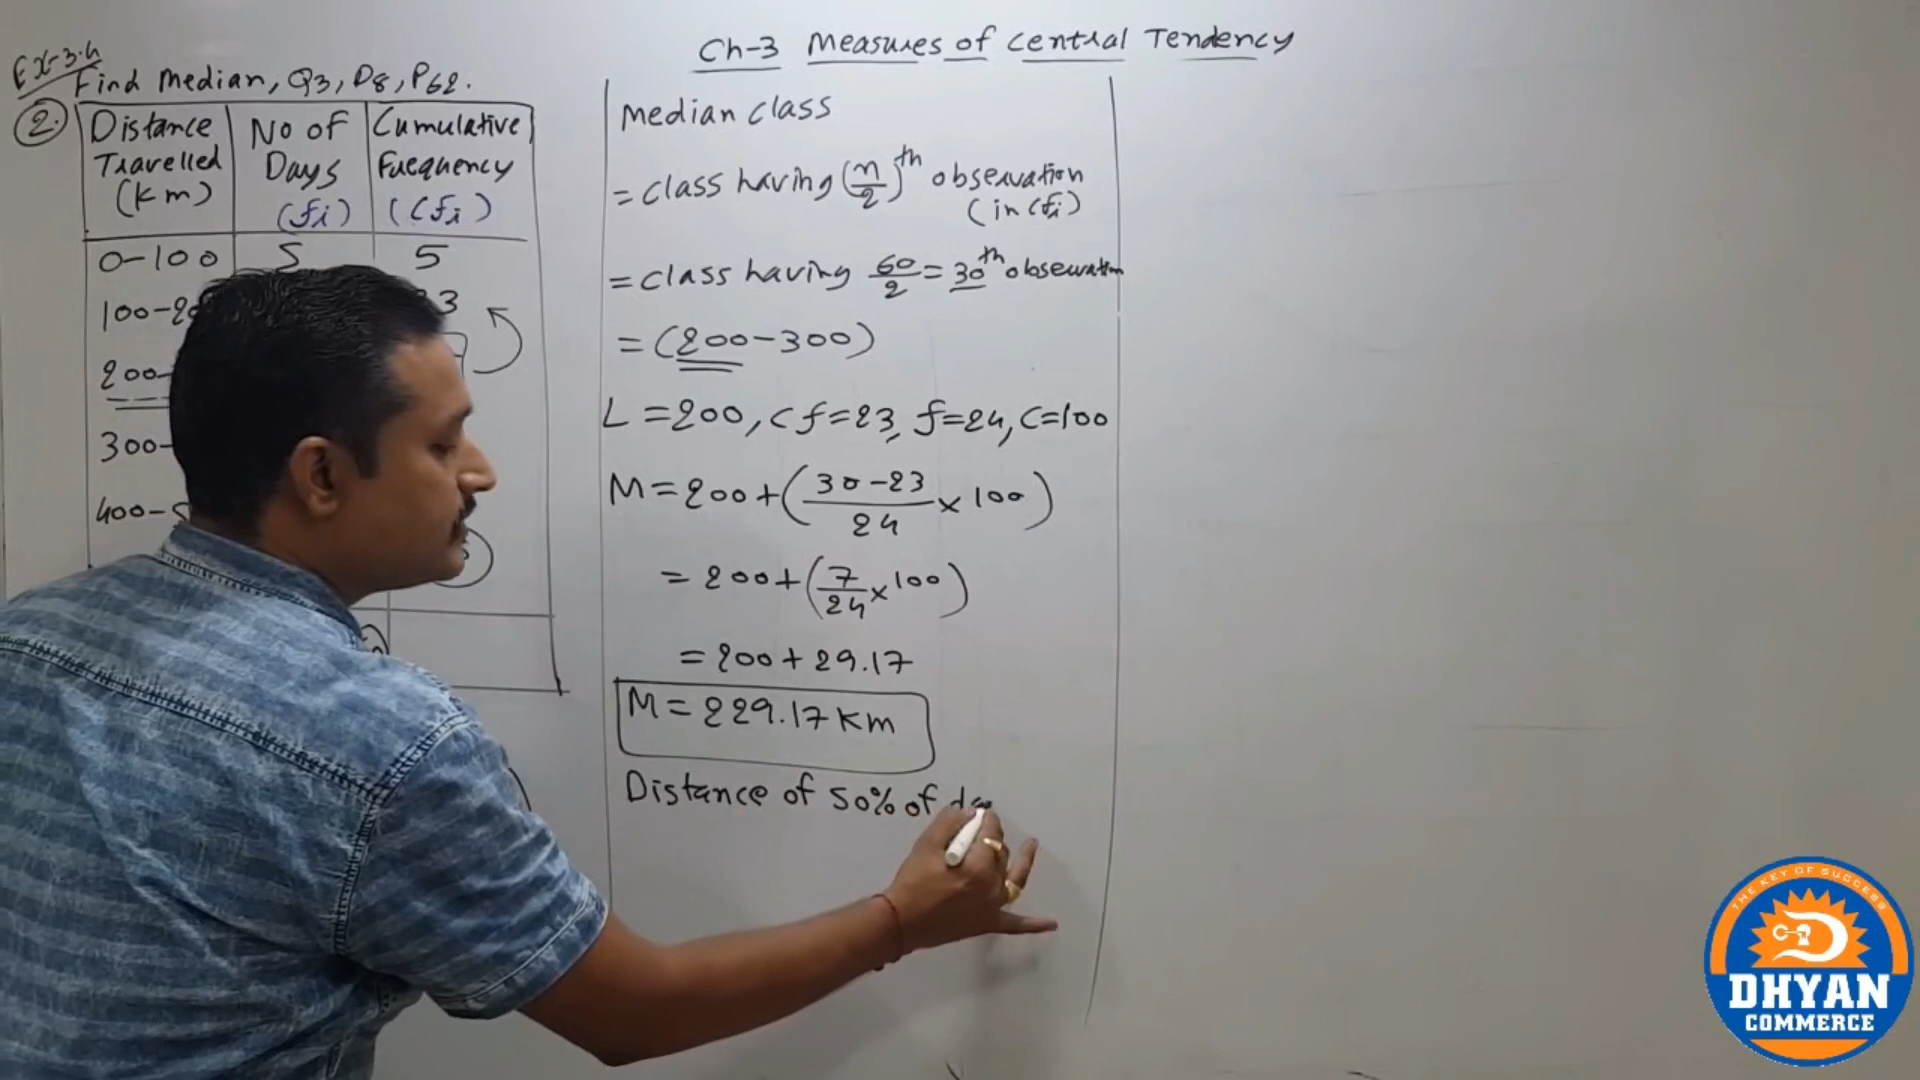 Ch-3 Measures of Central Tendency
Ex-3.4
Find Median, Q3, D8, P62.
2.
Distance Travelled (Km) | No of Days (fi) | Cumulative Frequency (Cfi)
0-100 | 5 | 5
100-20
200-
300-
400-
Median class
= class having (n/2)th observation
(in Cfi)
= class having 60/2 = 30th observation
= (200-300)
L = 200, Cf = 23, f = 24, C = 100
M = 200 + (30-23/24 × 100)
= 200 + (7/24 × 100)
= 200 + 29.17
M = 229.17 Km
Distance of 50% of da
THE KEY OF SUCCESS
DHYAN
COMMERCE